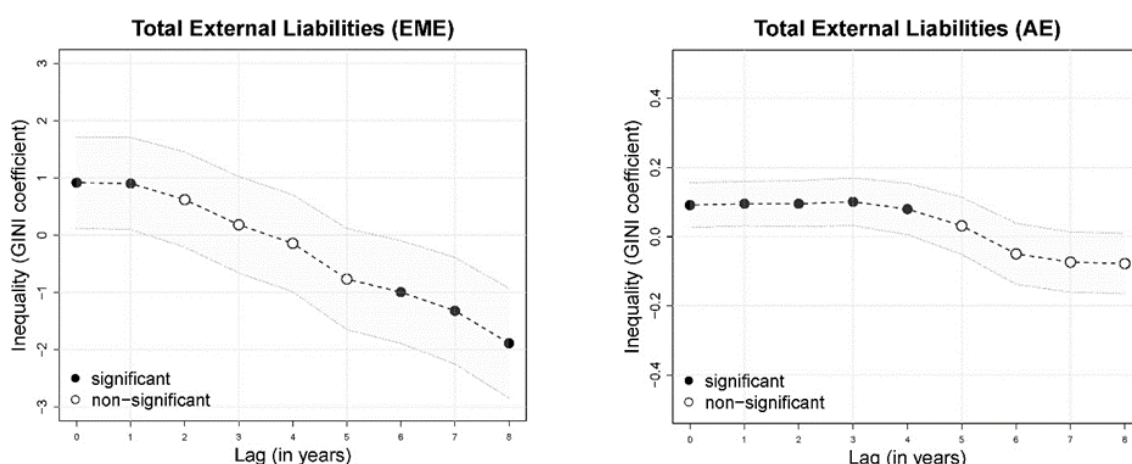 Total External Liabilities (EME)
Inequality (GINI coefficient)
3
2
1
0
−1
−2
−3
significant
non−significant
0 1 2 3 4 5 6 7 8
Lag (in years)
Total External Liabilities (AE)
Inequality (GINI coefficient)
0.4
0.2
0.0
−0.2
−0.4
significant
non−significant
0 1 2 3 4 5 6 7 8
Lag (in years)